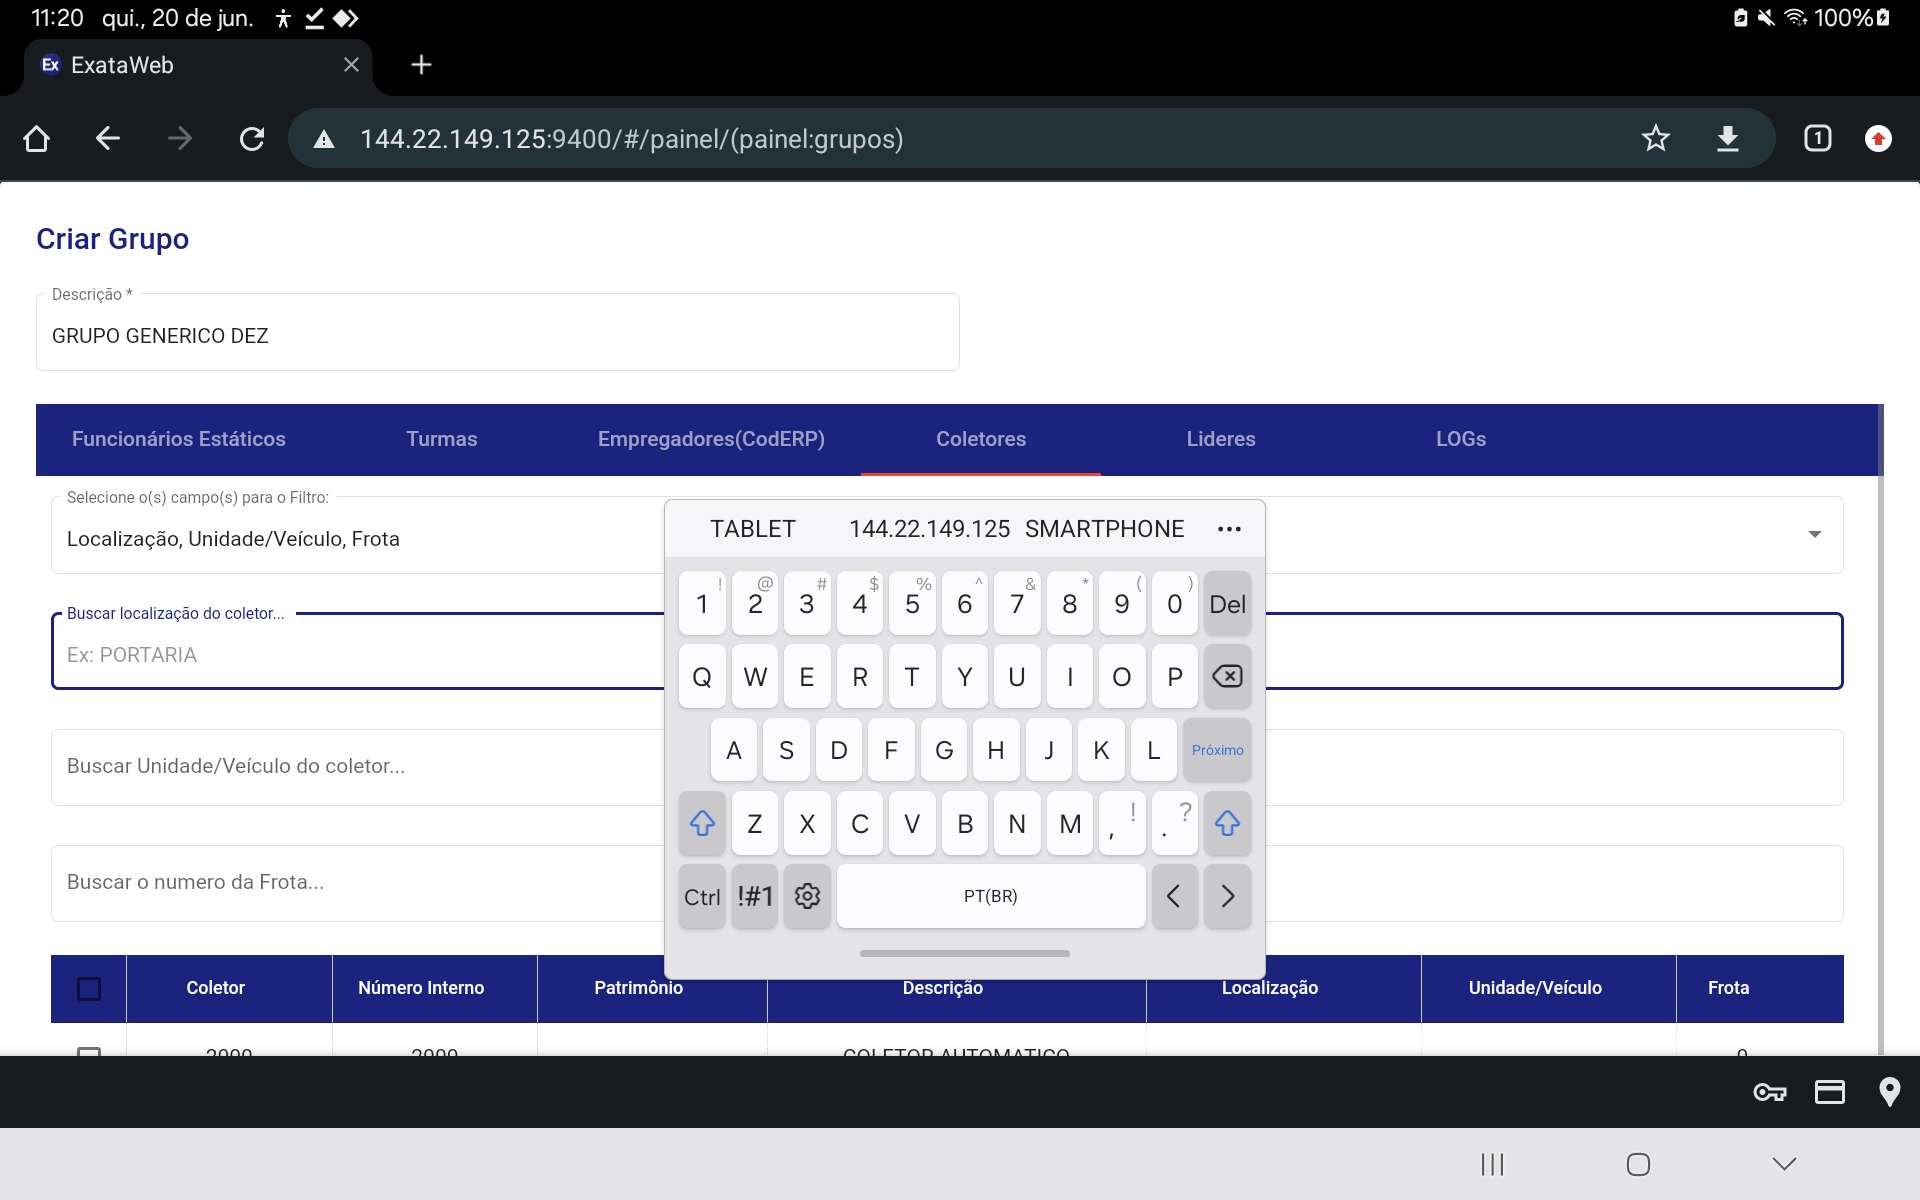 11:20 qui., 20 de jun. 100%
Ex ExataWeb
144.22.149.125:9400/#/painel/(painel:grupos) 1
Criar Grupo
Descrição *
GRUPO GENERICO DEZ
Funcionários Estáticos Turmas Empregadores(CodERP) Coletores Lideres LOGs
Selecione o(s) campo(s) para o Filtro:
Localização, Unidade/Veículo, Frota
Buscar localização do coletor...
Ex: PORTARIA
Buscar Unidade/Veículo do coletor...
Buscar o numero da Frota...
TABLET 144.22.149.125 SMARTPHONE
! @ # $ % ^ & * ( )
1 2 3 4 5 6 7 8 9 0 Del
Q W E R T Y U I O P
A S D F G H J K L Próximo
Z X C V B N M , ! . ?
Ctrl !#1 PT(BR) < >
Coletor Número Interno Patrimônio Descrição Localização Unidade/Veículo Frota
2000 2000 COLETOR AUTOMATICO 0